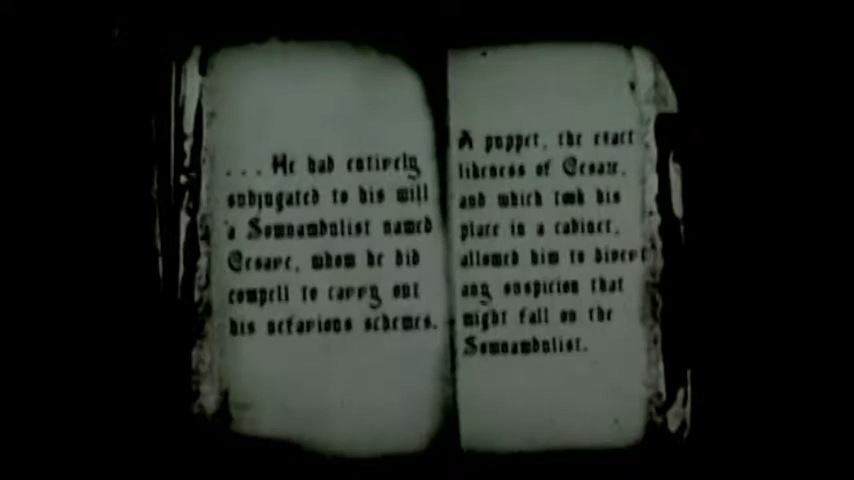 ... He had entirely
subjugated to his will
a Somnambulist named
Cesare, whom he did
compell to carry out
his nefarious schemes.
A puppet, the exact
likeness of Cesare,
and which took his
place in a cabinet,
allowed him to divert
any suspicion that
might fall on the
Somnambulist.